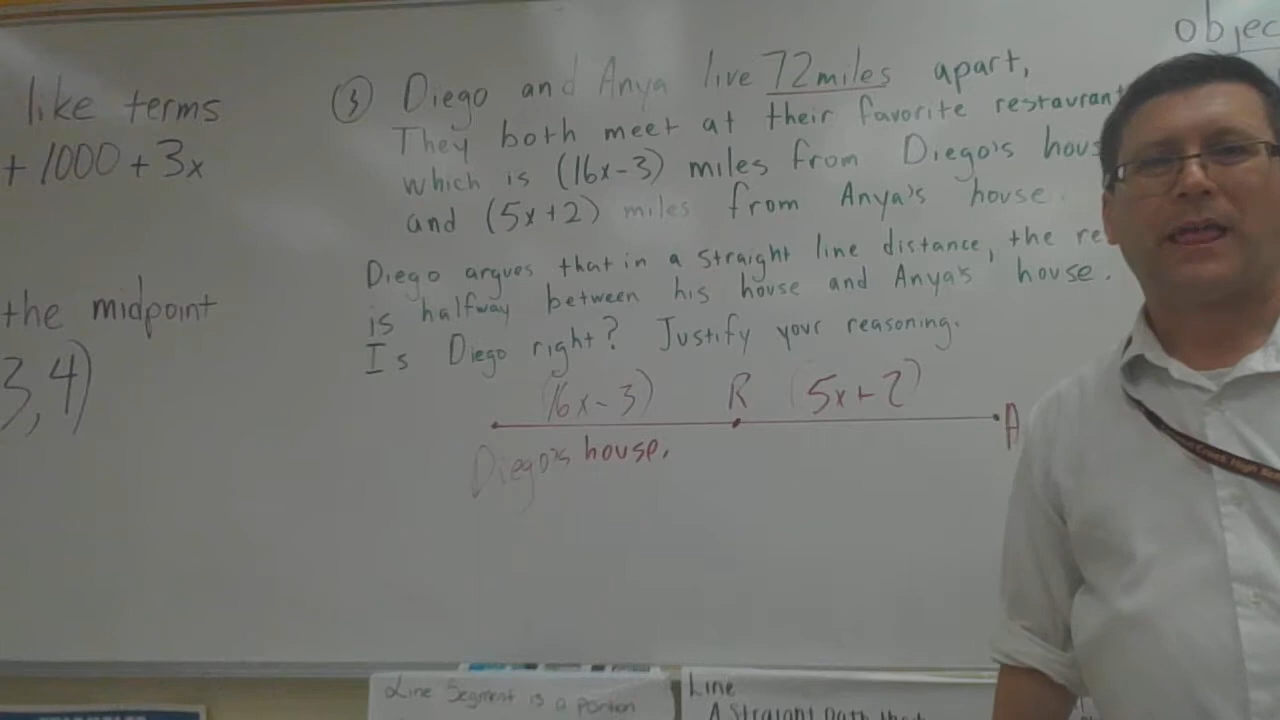 objec
like terms
+ 1000 + 3x
the midpoint
3,4)
③ Diego and Anya live 72 miles apart,
They both meet at their favorite restaurant
which is (16x-3) miles from Diego's hous
and (5x+2) miles from Anya's house.
Diego argues that in a straight line distance, the re
is halfway between his house and Anya's house.
Is Diego right? Justify your reasoning.
(16x-3) R (5x+2)
A
Diego's house.
Line Segment is a portion
Line
A Straight path that